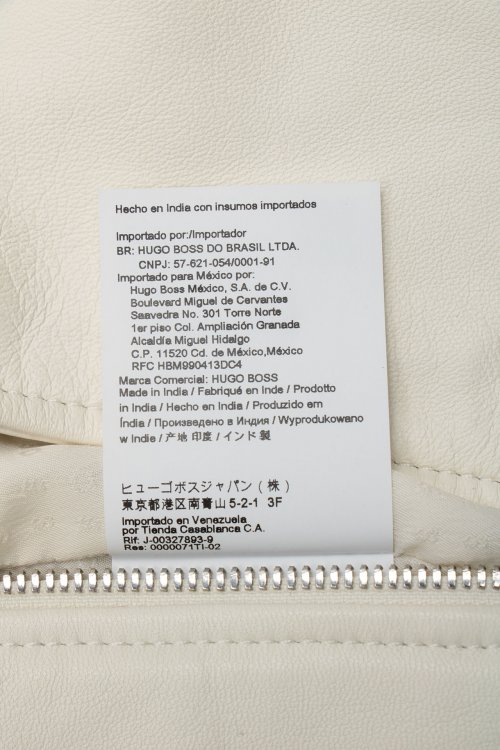 Hecho en India con insumos importados
Importado por:/Importador
BR: HUGO BOSS DO BRASIL LTDA.
CNPJ: 57-621-054/0001-91
Importado para México por:
Hugo Boss México, S.A. de C.V.
Boulevard Miguel de Cervantes
Saavedra No. 301 Torre Norte
1er piso Col. Ampliación Granada
Alcaldía Miguel Hidalgo
C.P. 11520 Cd. de México,México
RFC HBM990413DC4
Marca Comercial: HUGO BOSS
Made in India / Fabriqué en Inde / Prodotto
in India / Hecho en India / Produzido em
Índia / Произведено в Индия / Wyprodukowano
w Indie / 产地 印度 / インド 製
ヒューゴボスジャパン ( 株 )
東京都港区南青山5-2-1 3F
Importado en Venezuela
por Tienda Casablanca C.A.
Rif: J-00327893-9
Res: 0000071TI-02